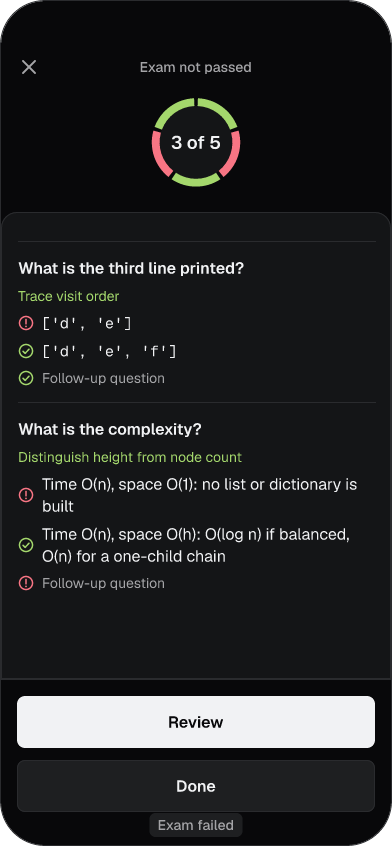 Exam not passed
3 of 5
What is the third line printed?
Trace visit order
['d', 'e']
['d', 'e', 'f']
Follow-up question
What is the complexity?
Distinguish height from node count
Time O(n), space O(1): no list or dictionary is
built
Time O(n), space O(h): O(log n) if balanced,
O(n) for a one-child chain
Follow-up question
Review
Done
Exam failed